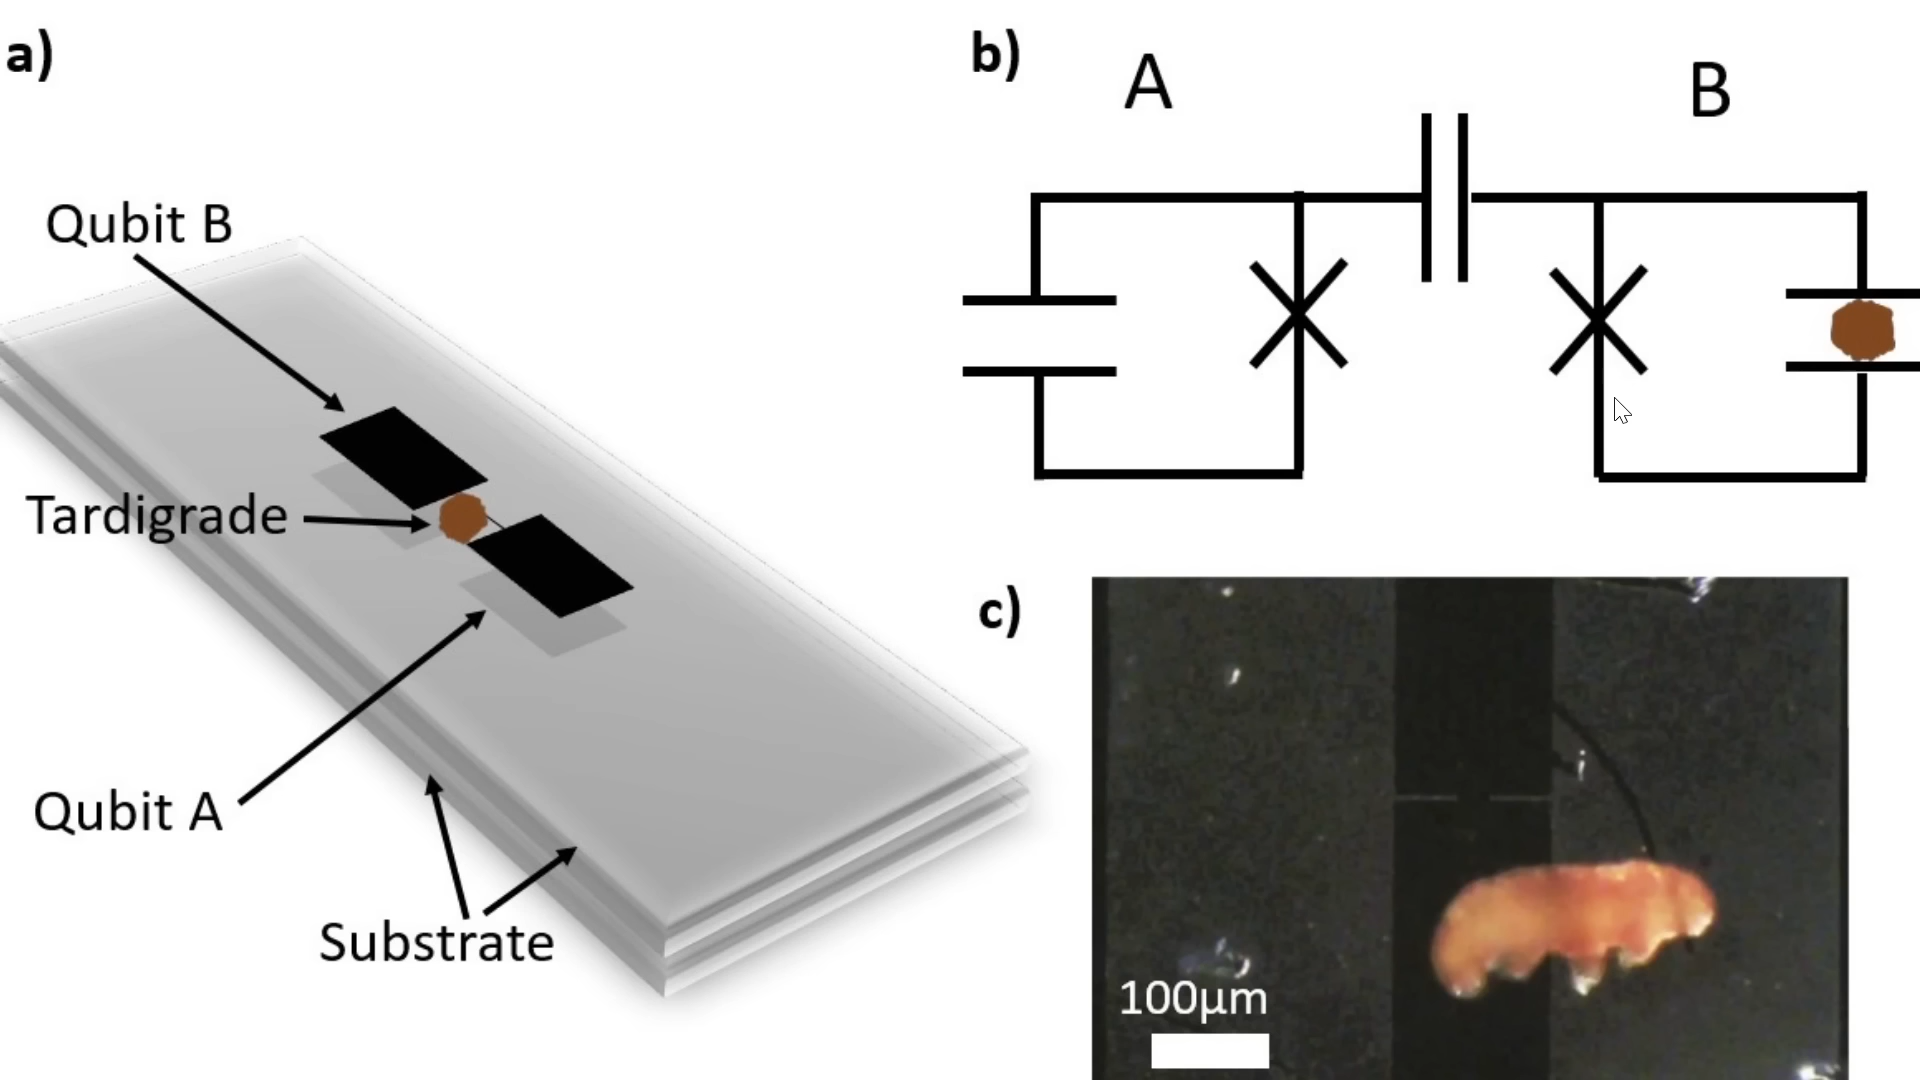 a)
Qubit B
Tardigrade
Qubit A
Substrate
b)
A
B
c)
100μm